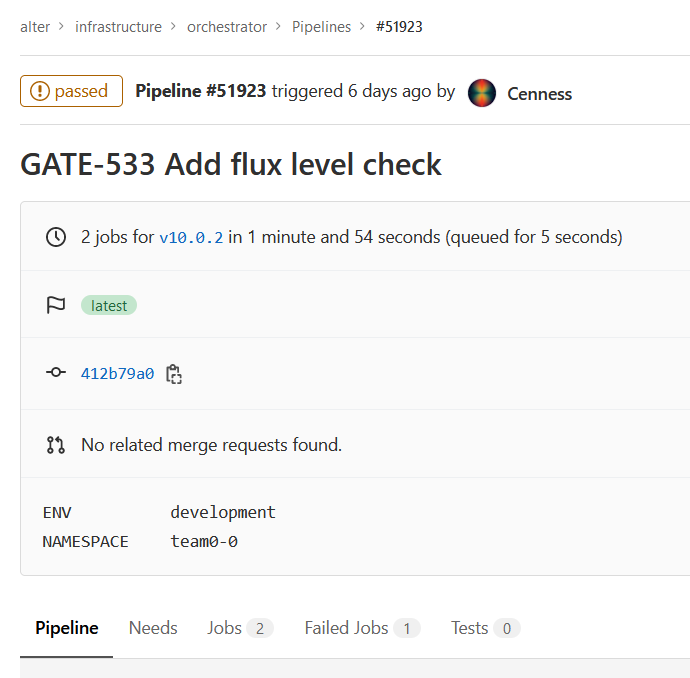 alter > infrastructure > orchestrator > Pipelines > #51923
passed Pipeline #51923 triggered 6 days ago by Cenness
GATE-533 Add flux level check
2 jobs for v10.0.2 in 1 minute and 54 seconds (queued for 5 seconds)
latest
412b79a0
No related merge requests found.
ENV development
NAMESPACE team0-0
Pipeline Needs Jobs 2 Failed Jobs 1 Tests 0